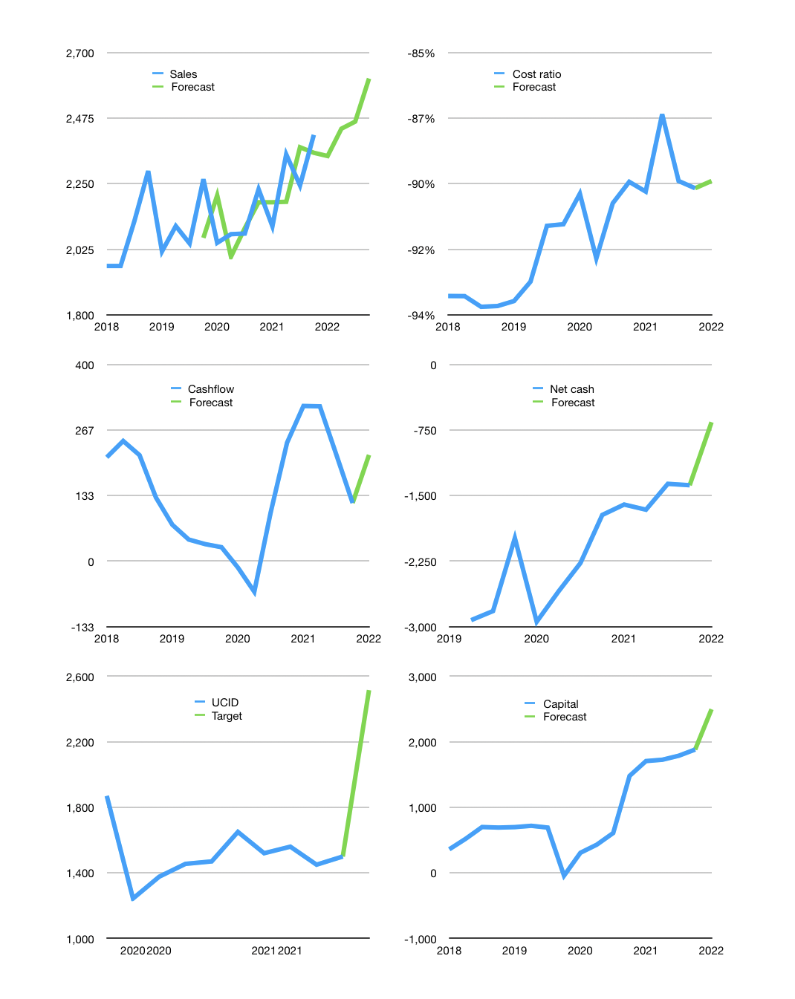 2,700
Sales
Forecast
2,475
2,250
2,025
1,800
2018 2019 2020 2021 2022
-85%
Cost ratio
Forecast
-87%
-90%
-92%
-94%
2018 2019 2020 2021 2022
400
Cashflow
Forecast
267
133
0
-133
2018 2019 2020 2021 2022
0
Net cash
Forecast
-750
-1,500
-2,250
-3,000
2019 2020 2021 2022
2,600
UCID
Target
2,200
1,800
1,400
1,000
2020 2020 2021 2021
3,000
Capital
Forecast
2,000
1,000
0
-1,000
2018 2019 2020 2021 2022